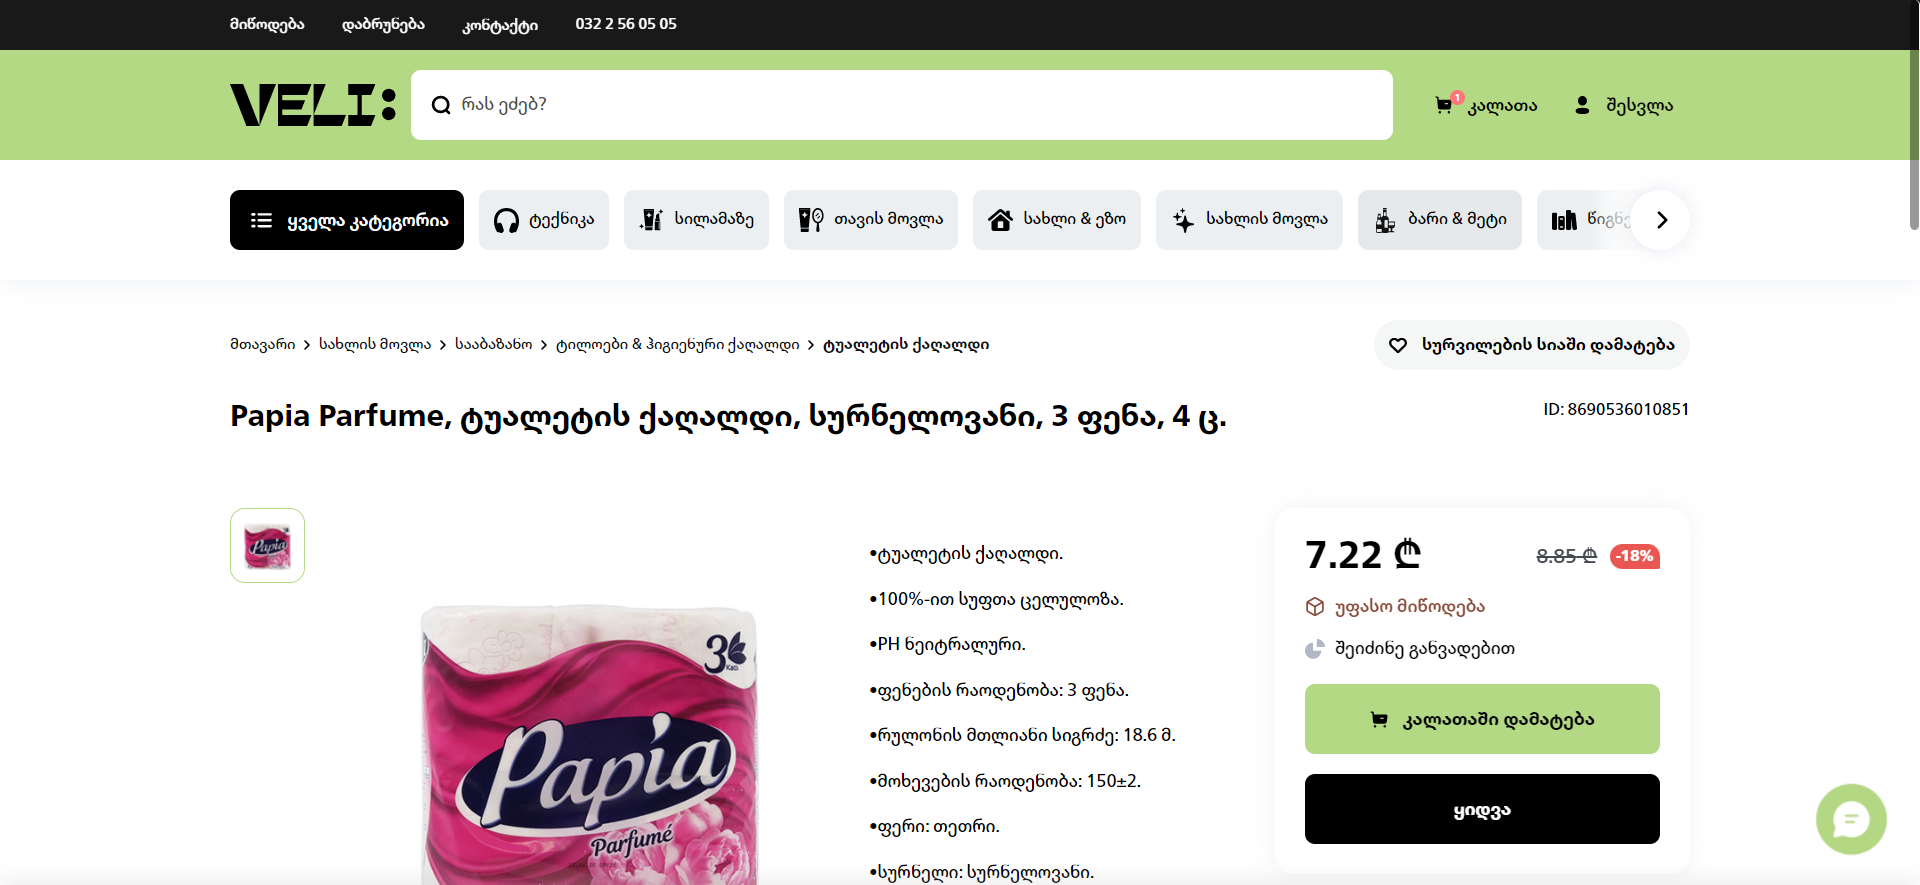 მიწოდება
დაბრუნება
კონტაქტი
032 2 56 05 05
VELI:
რას ეძებ?
1
კალათა
შესვლა
ყველა კატეგორია
ტექნიკა
სილამაზე
თავის მოვლა
სახლი & ეზო
სახლის მოვლა
ბარი & მეტი
მთავარი > სახლის მოვლა > სააბაზანო > ტილოები & ჰიგიენური ქაღალდი > ტუალეტის ქაღალდი
სურვილების სიაში დამატება
Papia Parfume, ტუალეტის ქაღალდი, სურნელოვანი, 3 ფენა, 4 ც.
ID: 8690536010851
Papia
3
Katlı
Papia
Parfumé
•ტუალეტის ქაღალდი.
•100%-ით სუფთა ცელულოზა.
•PH ნეიტრალური.
•ფენების რაოდენობა: 3 ფენა.
•რულონის მთლიანი სიგრძე: 18.6 მ.
•მოხევების რაოდენობა: 150±2.
•ფერი: თეთრი.
•სურნელი: სურნელოვანი.
7.22 ₾
8.85 ₾
-18%
უფასო მიწოდება
შეიძინე განვადებით
კალათაში დამატება
ყიდვა